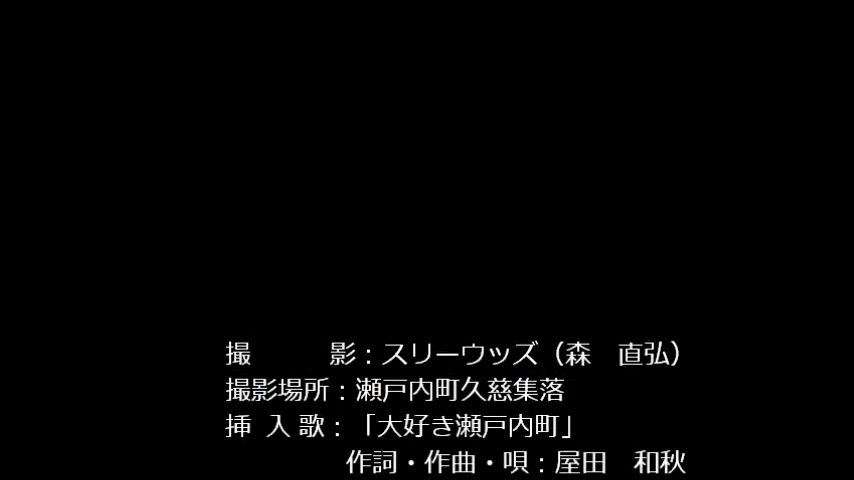 撮　　　影：スリーウッズ（森　直弘）
撮影場所：瀬戸内町久慈集落
挿 入 歌：「大好き瀬戸内町」
作詞・作曲・唄：屋田　和秋